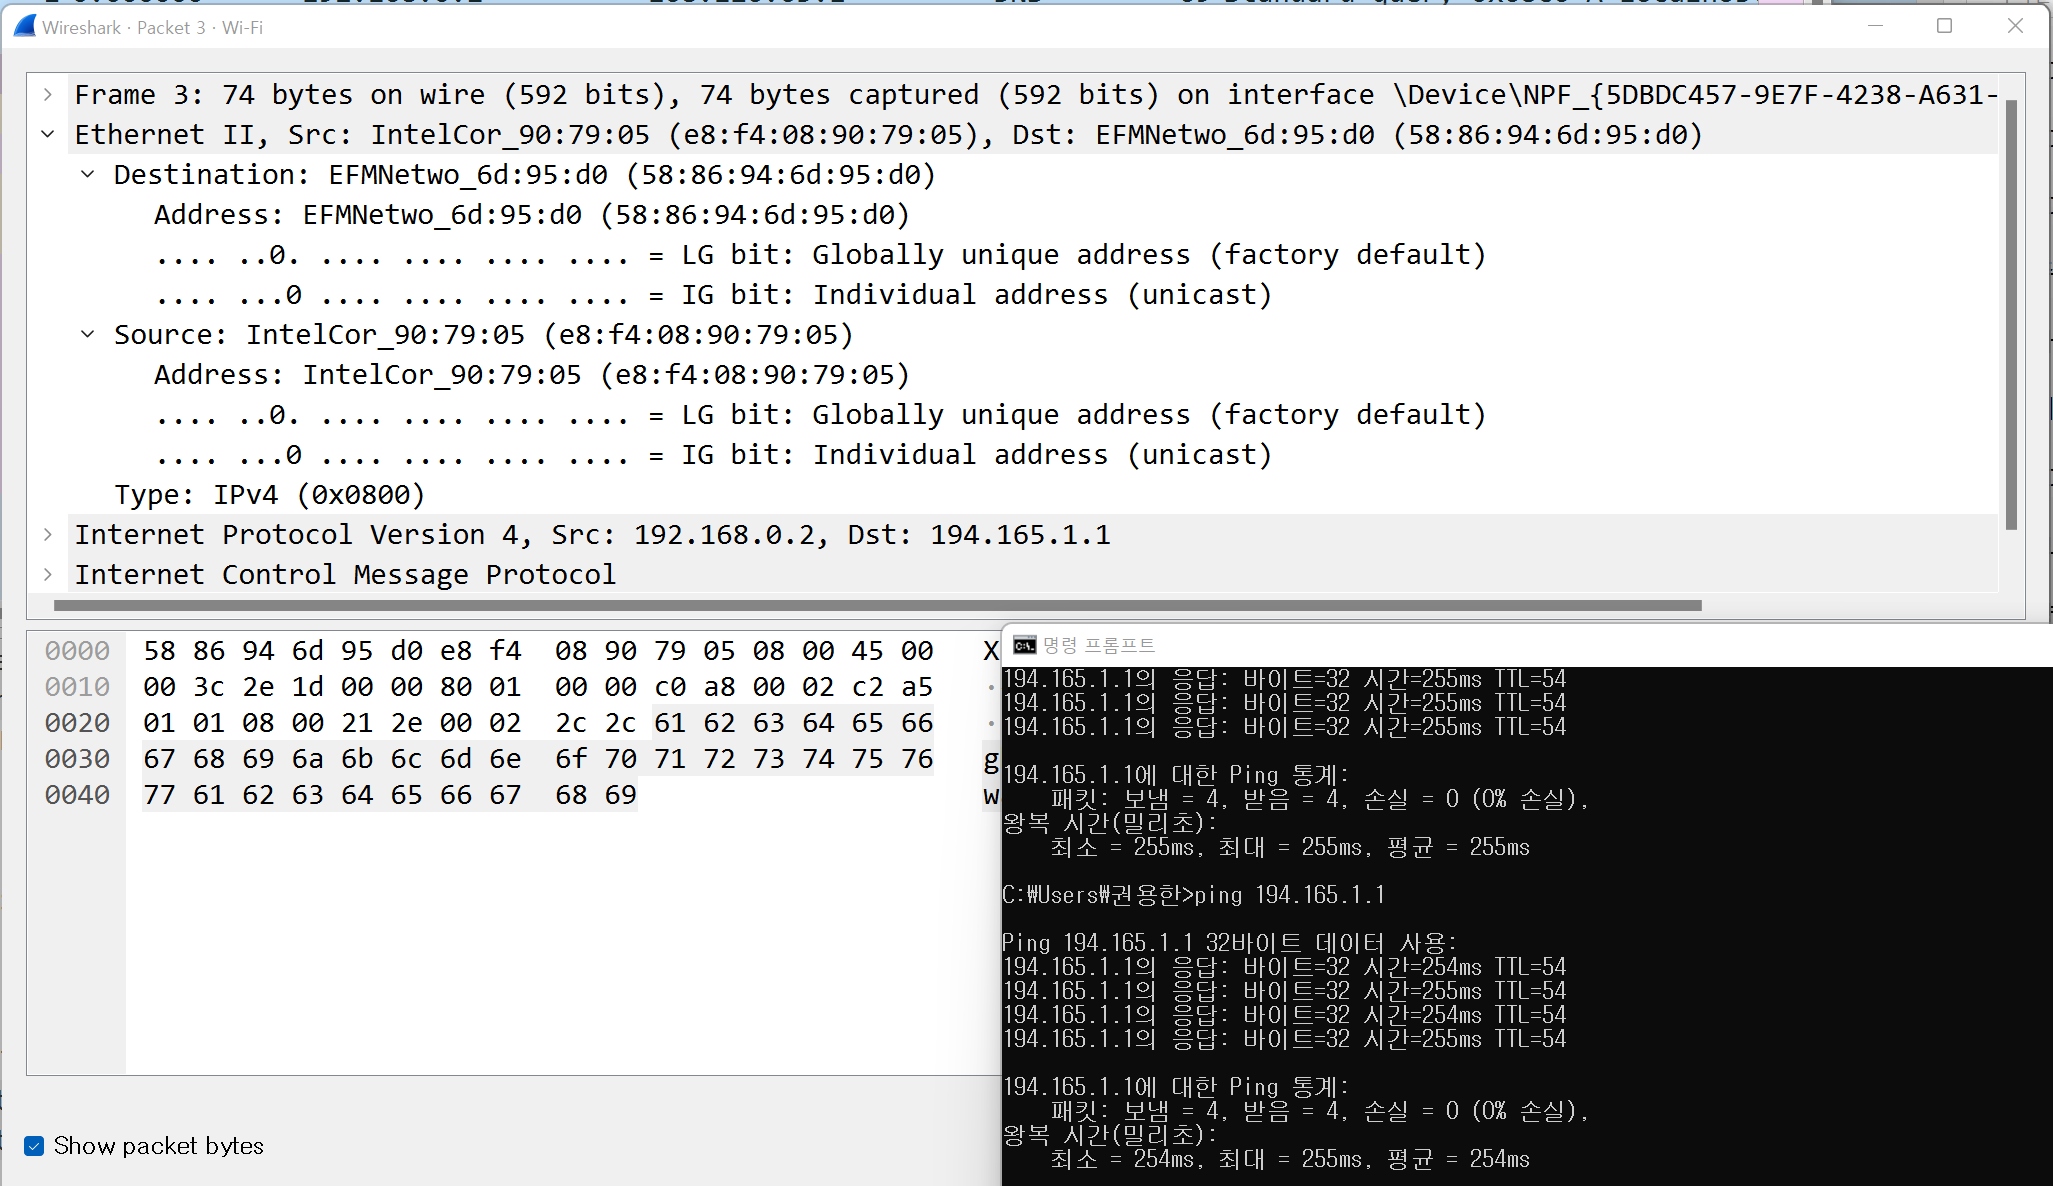 Wireshark · Packet 3 · Wi-Fi
Frame 3: 74 bytes on wire (592 bits), 74 bytes captured (592 bits) on interface \Device\NPF_{5DBDC457-9E7F-4238-A631-
Ethernet II, Src: IntelCor_90:79:05 (e8:f4:08:90:79:05), Dst: EFMNetwo_6d:95:d0 (58:86:94:6d:95:d0)
Destination: EFMNetwo_6d:95:d0 (58:86:94:6d:95:d0)
Address: EFMNetwo_6d:95:d0 (58:86:94:6d:95:d0)
.... ..0. .... .... .... .... = LG bit: Globally unique address (factory default)
.... ...0 .... .... .... .... = IG bit: Individual address (unicast)
Source: IntelCor_90:79:05 (e8:f4:08:90:79:05)
Address: IntelCor_90:79:05 (e8:f4:08:90:79:05)
.... ..0. .... .... .... .... = LG bit: Globally unique address (factory default)
.... ...0 .... .... .... .... = IG bit: Individual address (unicast)
Type: IPv4 (0x0800)
Internet Protocol Version 4, Src: 192.168.0.2, Dst: 194.165.1.1
Internet Control Message Protocol
0000 58 86 94 6d 95 d0 e8 f4 08 90 79 05 08 00 45 00 X
0010 00 3c 2e 1d 00 00 80 01 00 00 c0 a8 00 02 c2 a5 .
0020 01 01 08 00 21 2e 00 02 2c 2c 61 62 63 64 65 66 .
0030 67 68 69 6a 6b 6c 6d 6e 6f 70 71 72 73 74 75 76 g
0040 77 61 62 63 64 65 66 67 68 69 w
Show packet bytes
명령 프롬프트
194.165.1.1의 응답: 바이트=32 시간=255ms TTL=54
194.165.1.1의 응답: 바이트=32 시간=255ms TTL=54
194.165.1.1의 응답: 바이트=32 시간=255ms TTL=54
194.165.1.1에 대한 Ping 통계:
패킷: 보냄 = 4, 받음 = 4, 손실 = 0 (0% 손실),
왕복 시간(밀리초):
최소 = 255ms, 최대 = 255ms, 평균 = 255ms
C:₩Users₩권용한>ping 194.165.1.1
Ping 194.165.1.1 32바이트 데이터 사용:
194.165.1.1의 응답: 바이트=32 시간=254ms TTL=54
194.165.1.1의 응답: 바이트=32 시간=255ms TTL=54
194.165.1.1의 응답: 바이트=32 시간=254ms TTL=54
194.165.1.1의 응답: 바이트=32 시간=255ms TTL=54
194.165.1.1에 대한 Ping 통계:
패킷: 보냄 = 4, 받음 = 4, 손실 = 0 (0% 손실),
왕복 시간(밀리초):
최소 = 254ms, 최대 = 255ms, 평균 = 254ms